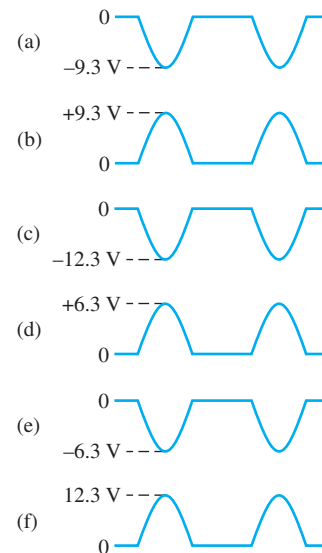 0
(a)
–9.3 V
+9.3 V
(b)
0
0
(c)
–12.3 V
+6.3 V
(d)
0
0
(e)
–6.3 V
12.3 V
(f)
0